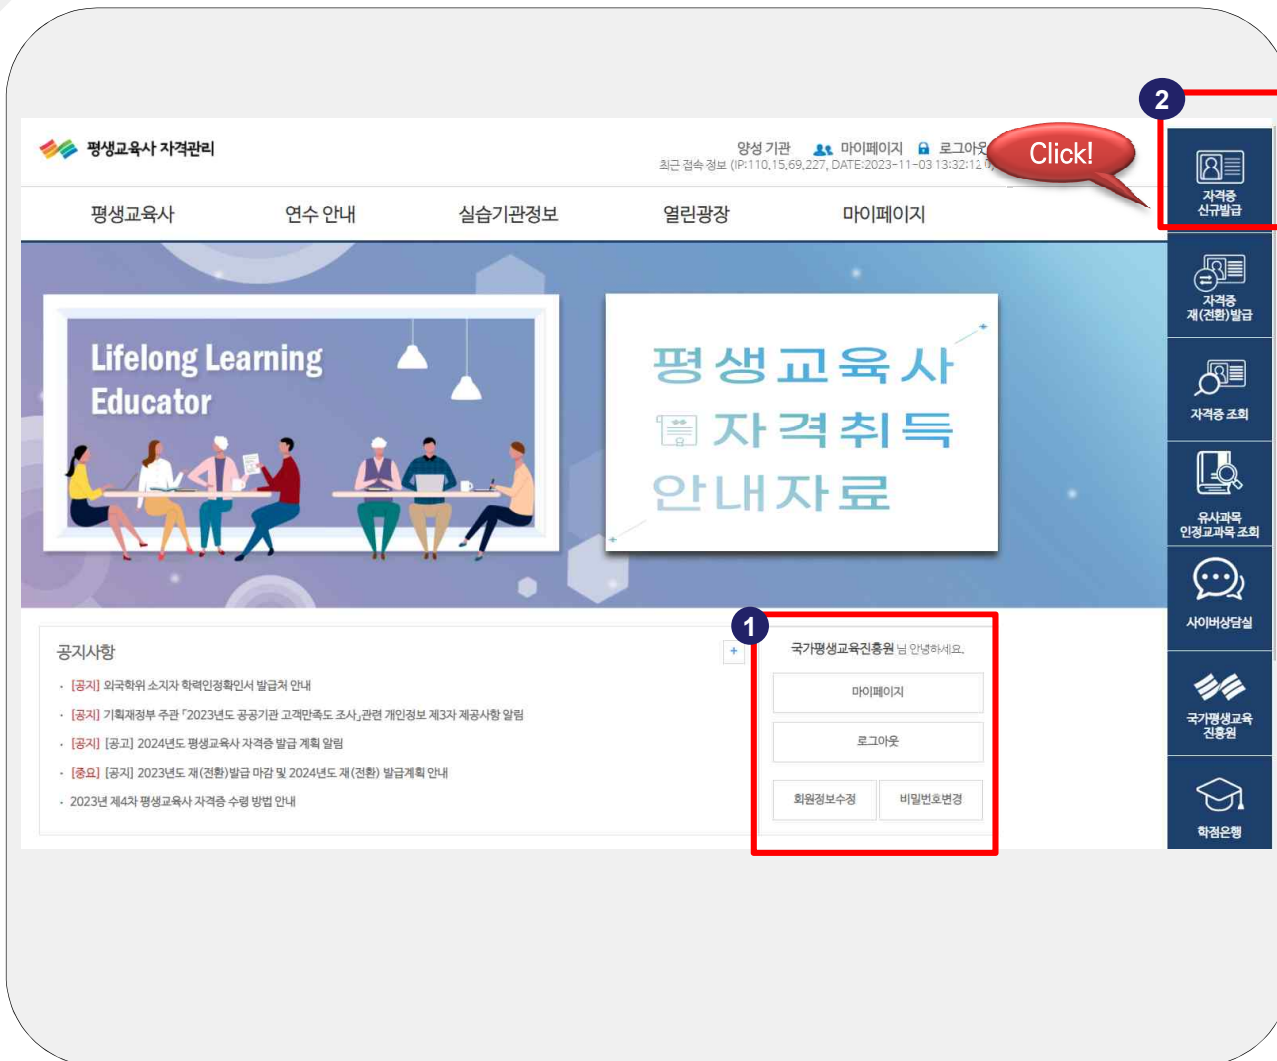 2
평생교육사 자격관리
양성 기관 마이페이지 로그아웃
최근 접속 정보 (IP:110,15,69,227, DATE:2023-11-03 13:32:12
Click!
평생교육사 연수 안내 실습기관정보 열린광장 마이페이지
Lifelong Learning
Educator
평생교육사
자격취득
안내자료
자격증
신규발급
자격증
재(전환)발급
자격증 조회
유사과목
인정교과목 조회
사이버상담실
국가평생교육
진흥원
학점은행
공지사항
+
· [공지] 외국학위 소지자 학력인정확인서 발급처 안내
· [공지] 기획재정부 주관 「2023년도 공공기관 고객만족도 조사」관련 개인정보 제3자 제공사항 알림
· [공지] [공고] 2024년도 평생교육사 자격증 발급 계획 알림
· [중요] [공지] 2023년도 재(전환)발급 마감 및 2024년도 재(전환) 발급계획 안내
· 2023년 제4차 평생교육사 자격증 수령 방법 안내
1
국가평생교육진흥원 님 안녕하세요.
마이페이지
로그아웃
회원정보수정 비밀번호변경